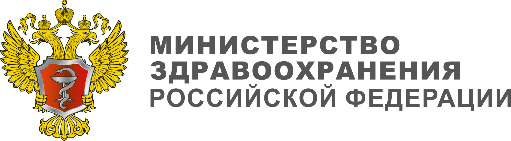 МИНИСТЕРСТВО
ЗДРАВООХРАНЕНИЯ
РОССИЙСКОЙ ФЕДЕРАЦИИ